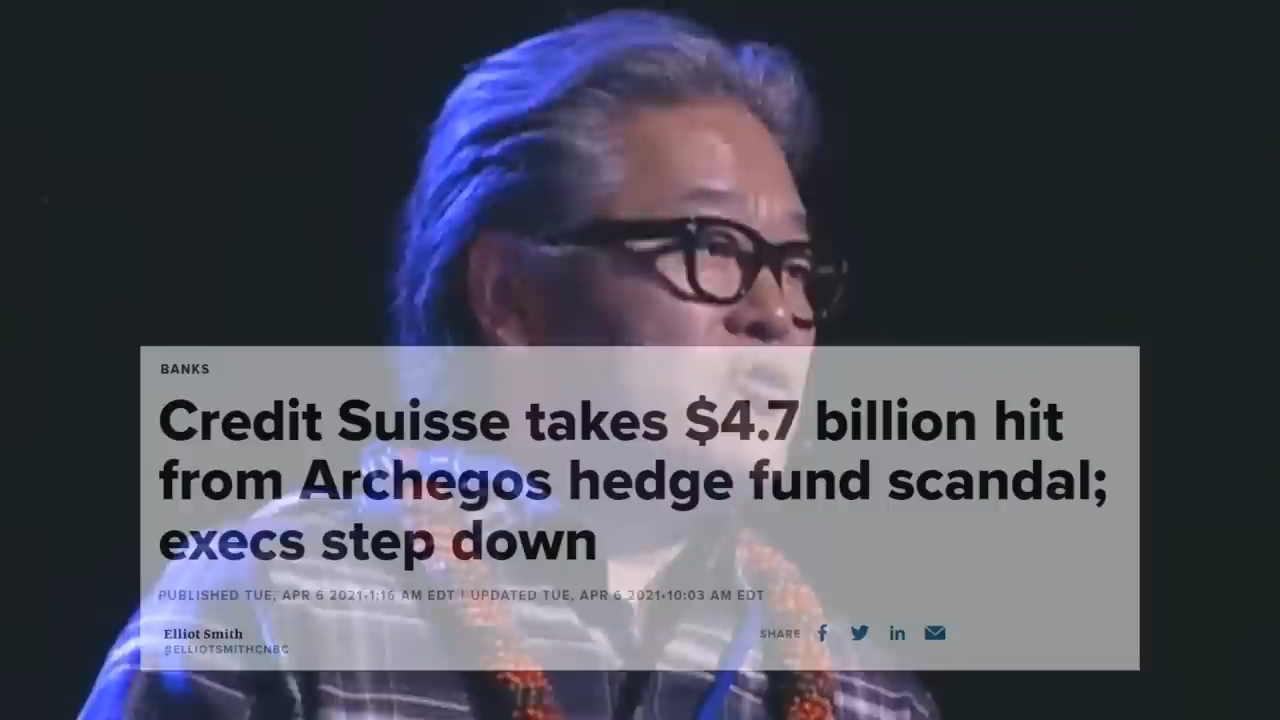 BANKS
Credit Suisse takes $4.7 billion hit
from Archegos hedge fund scandal;
execs step down
PUBLISHED TUE, APR 6 2021•1:16 AM EDT | UPDATED TUE, APR 6 2021•10:03 AM EDT
Elliot Smith
@ELLIOTSMITHCNBC
SHARE